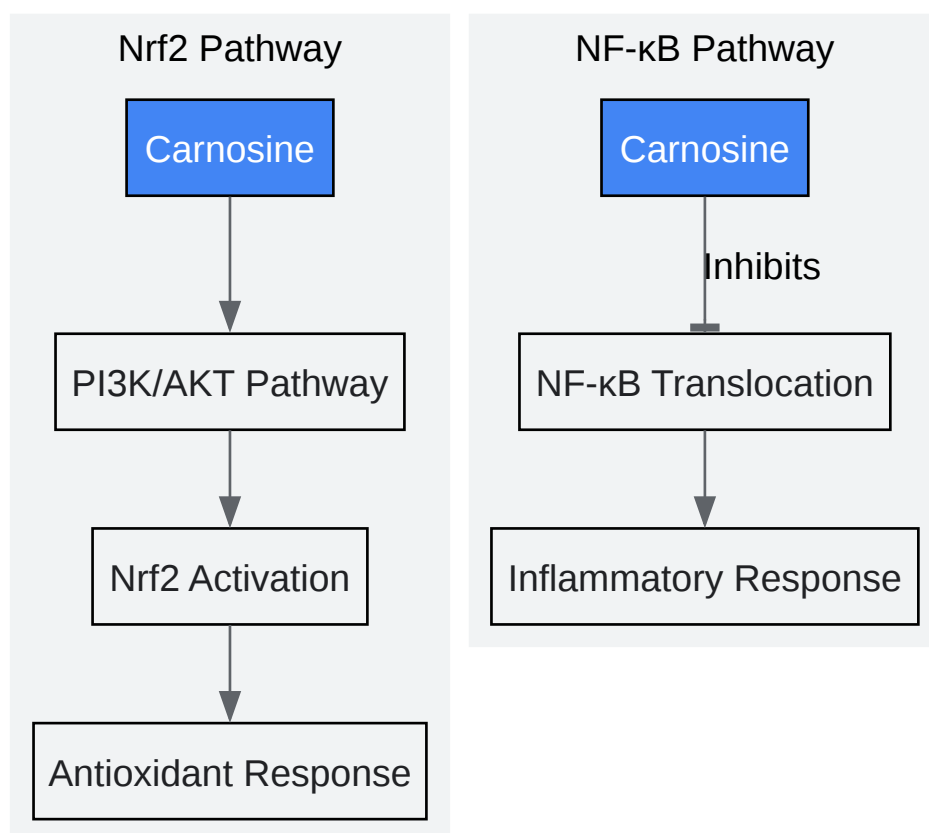 Nrf2 Pathway
Carnosine
PI3K/AKT Pathway
Nrf2 Activation
Antioxidant Response
NF-κB Pathway
Carnosine
Inhibits
NF-κB Translocation
Inflammatory Response